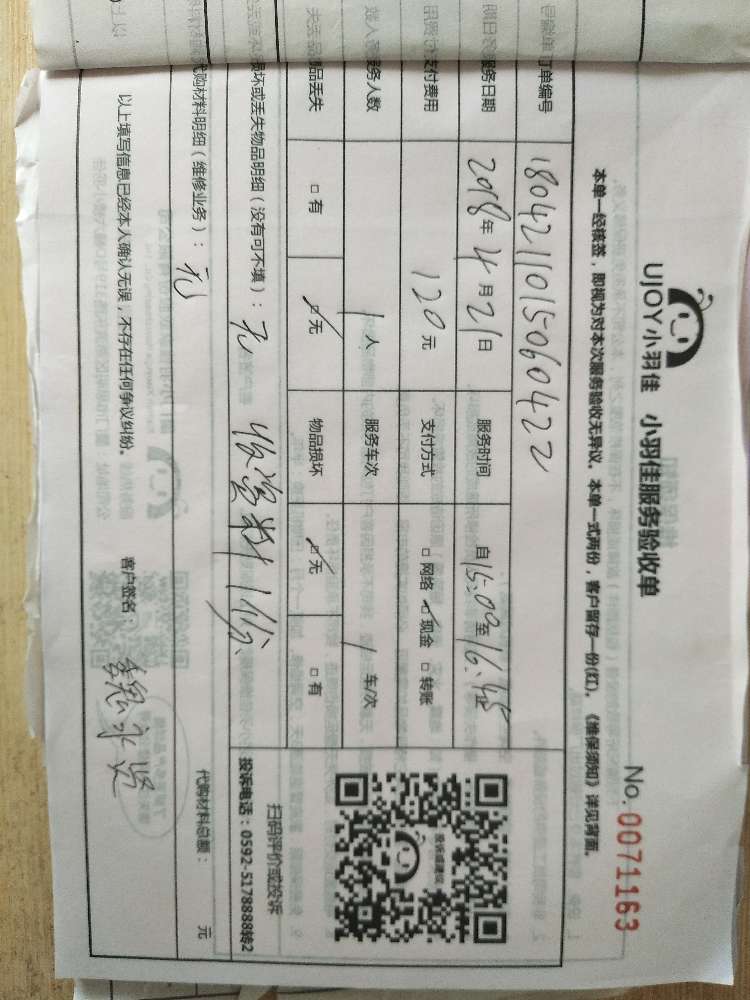 UJOY小羽佳 小羽佳服务验收单
No.0071163
本单一经核签，即视为对本次服务验收无异议。本单一式两份，客户留存一份(红)。《维保须知》详见背面。
订单编号 1804211015060422
服务日期 2018年4月21日 服务时间 自15:00至16:45
支付费用 120元 支付方式 □网络 ☑现金 □转账
服务人数 1人 服务车次 1车/次
物品丢失 □有 ☑无 物品损坏 ☑无 □有
损坏或丢失物品明细（没有可不填）： 无 收资料1份
代购材料明细（维修业务）： 无 代购材料总额： 元
扫码评价或投诉
投诉电话：0592-5178888转2
以上填写信息已经本人确认无误，不存在任何争议纠纷。 客户签名：